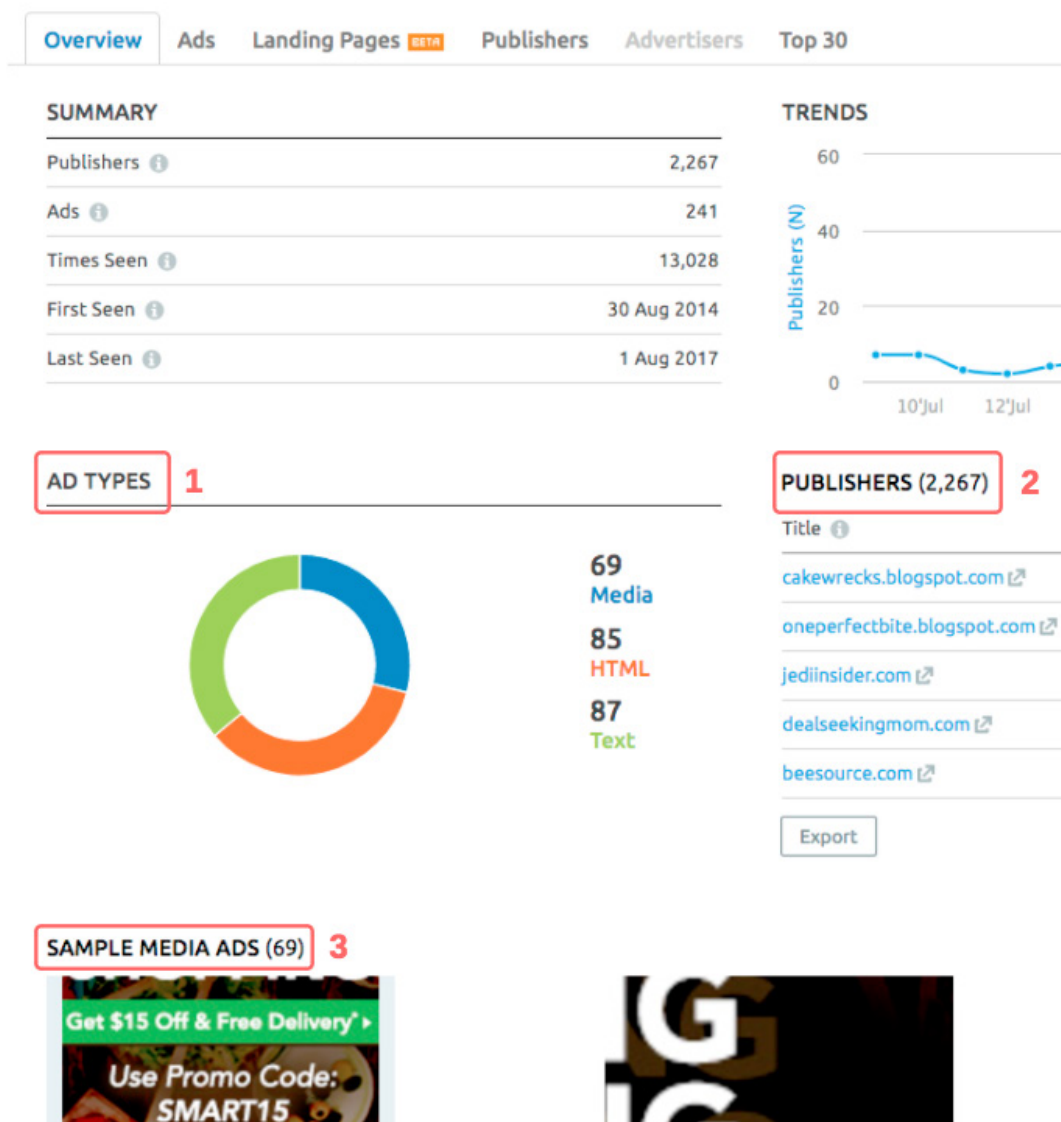 Overview Ads Landing Pages BETA Publishers Advertisers Top 30
SUMMARY
Publishers 2,267
Ads 241
Times Seen 13,028
First Seen 30 Aug 2014
Last Seen 1 Aug 2017
TRENDS
Publishers (N)
60
40
20
0
10'Jul 12'Jul
AD TYPES 1
69
Media
85
HTML
87
Text
PUBLISHERS (2,267) 2
Title
cakewrecks.blogspot.com
oneperfectbite.blogspot.com
jediinsider.com
dealseekingmom.com
beesource.com
Export
SAMPLE MEDIA ADS (69) 3
Get $15 Off & Free Delivery*
Use Promo Code:
SMART15
G